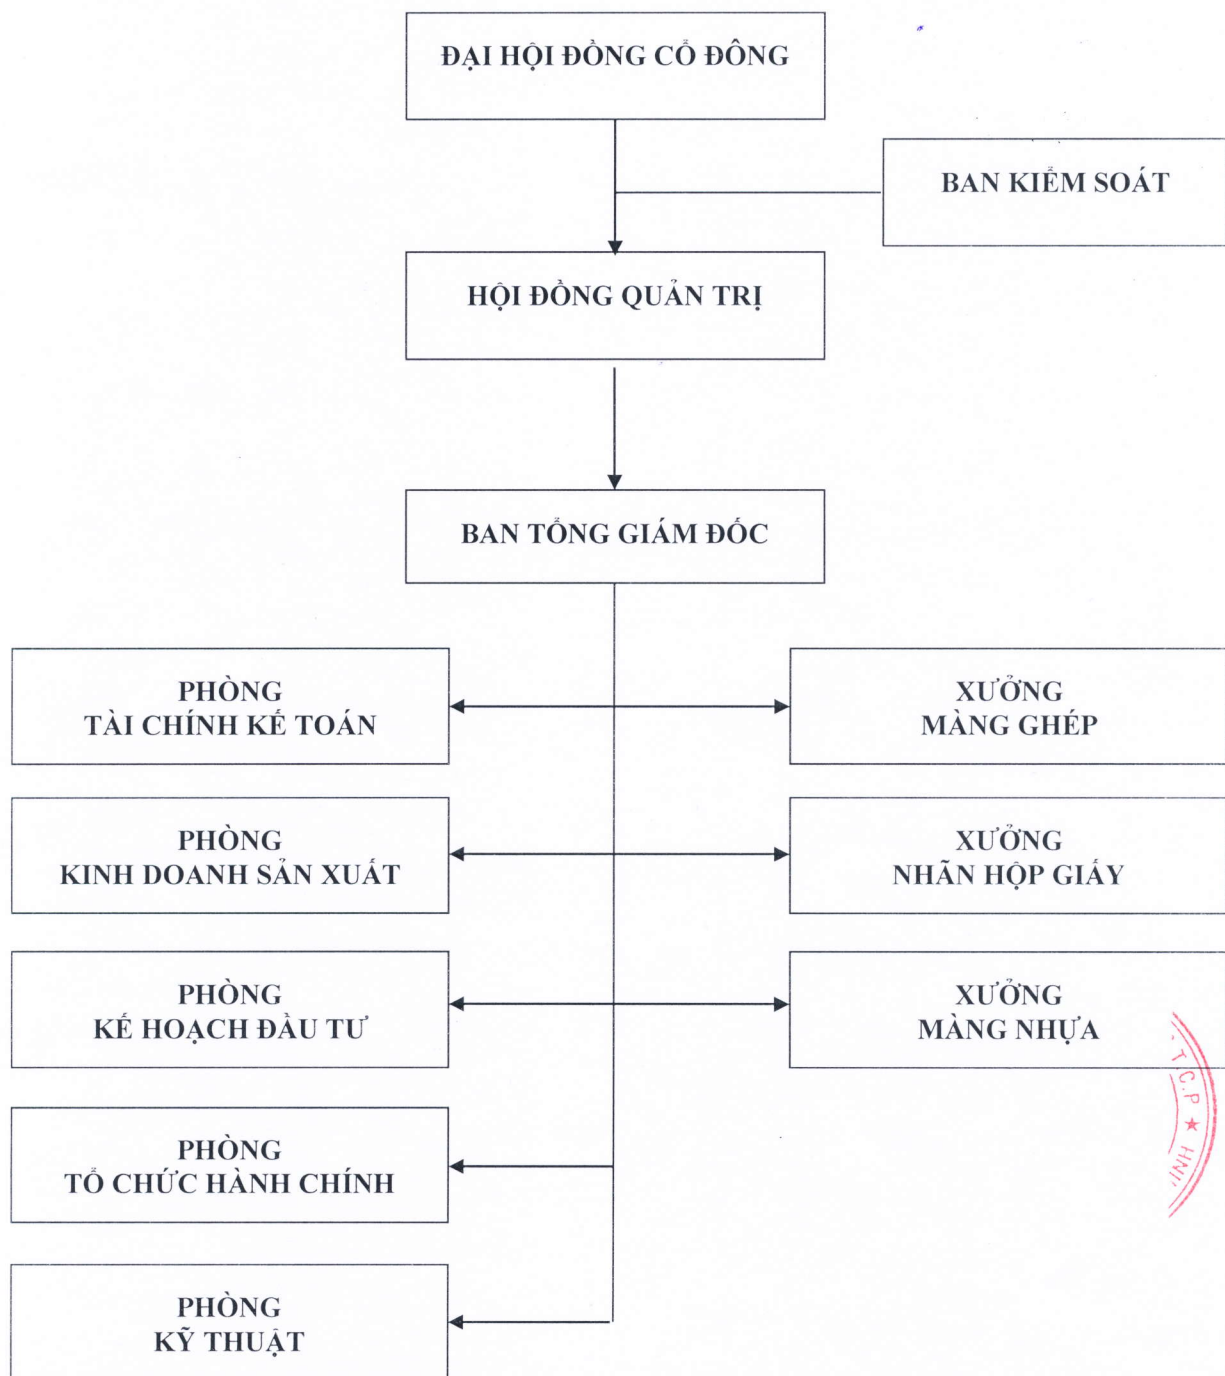 ĐẠI HỘI ĐỒNG CỔ ĐÔNG
BAN KIỂM SOÁT
HỘI ĐỒNG QUẢN TRỊ
BAN TỔNG GIÁM ĐỐC
PHÒNG
TÀI CHÍNH KẾ TOÁN
XƯỞNG
MÀNG GHÉP
PHÒNG
KINH DOANH SẢN XUẤT
XƯỞNG
NHÃN HỘP GIẤY
PHÒNG
KẾ HOẠCH ĐẦU TƯ
XƯỞNG
MÀNG NHỰA
PHÒNG
TỔ CHỨC HÀNH CHÍNH
PHÒNG
KỸ THUẬT
T.C.P ★